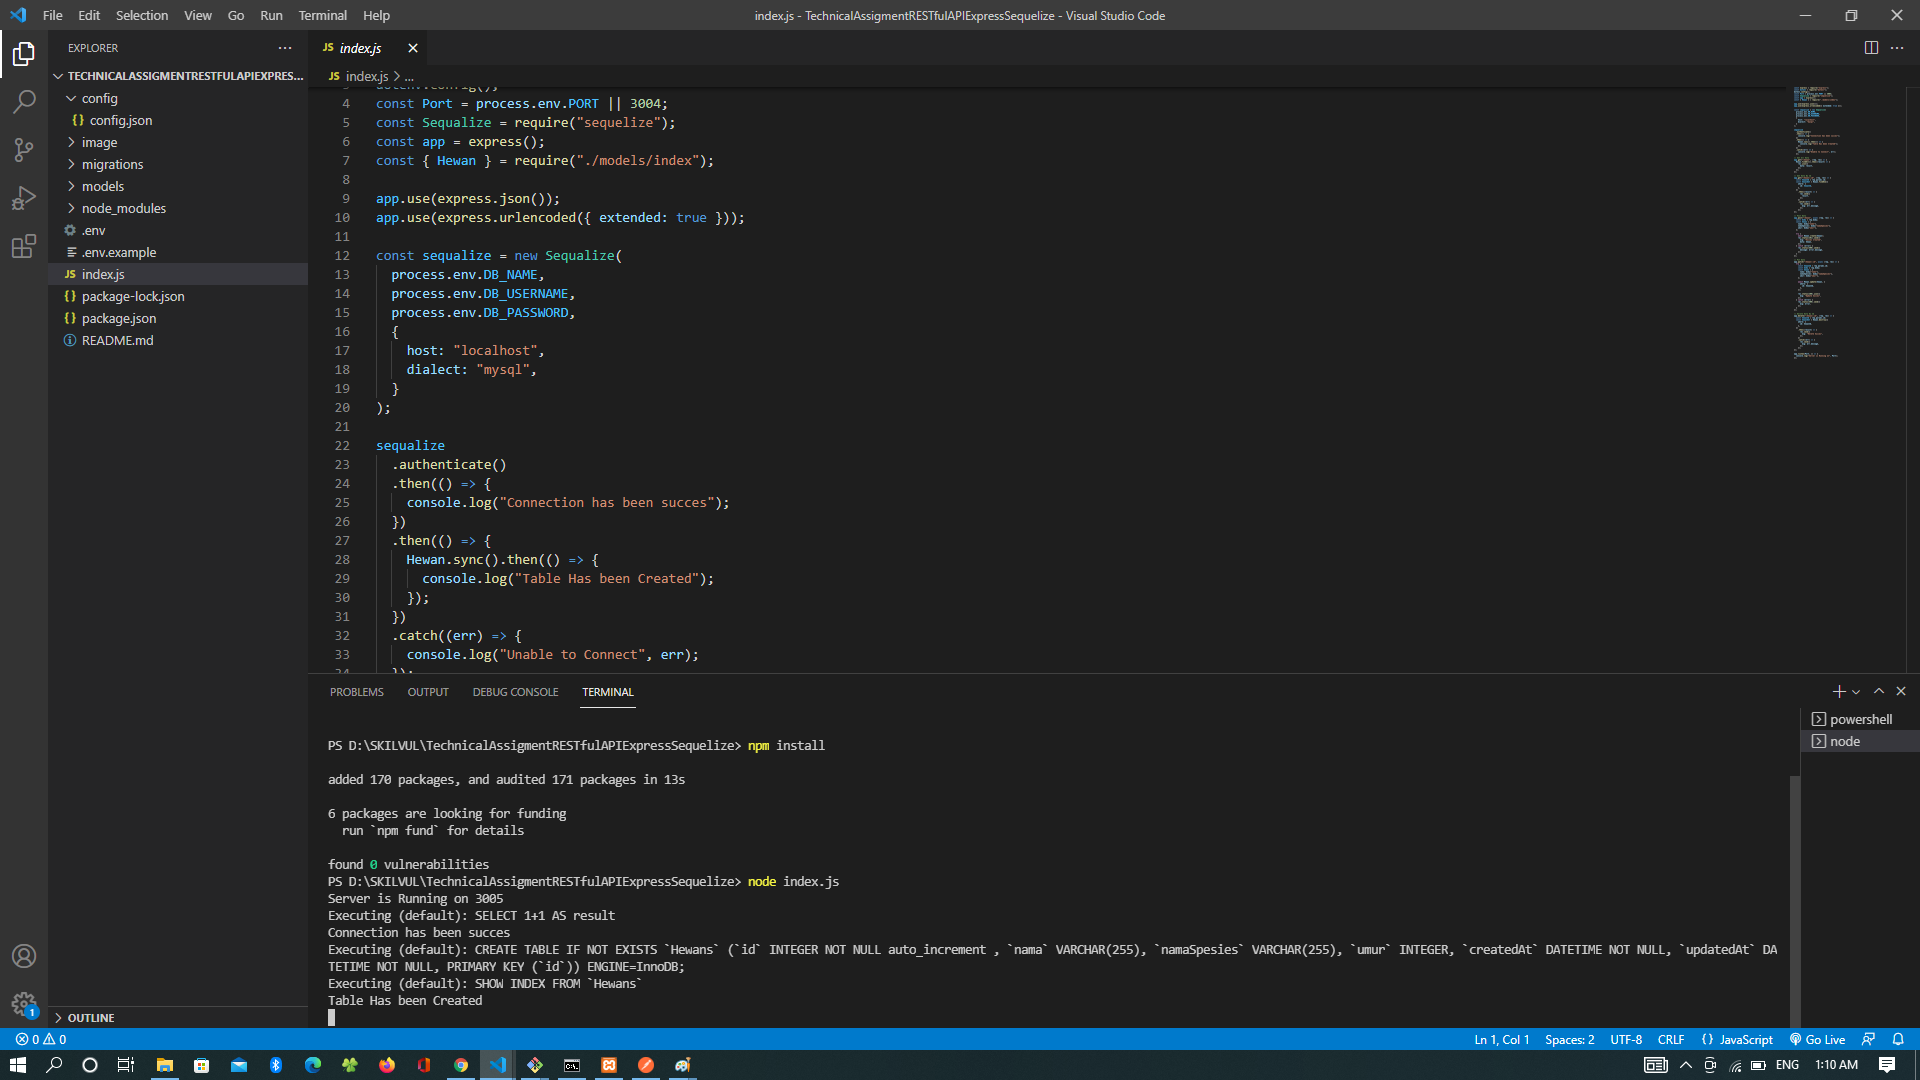 File Edit Selection View Go Run Terminal Help
index.js - TechnicalAssigmentRESTfulAPIExpressSequelize - Visual Studio Code
EXPLORER
TECHNICALASSIGMENTRESTFULAPIEXPRES...
config
{} config.json
image
migrations
models
node_modules
.env
.env.example
JS index.js
{} package-lock.json
{} package.json
README.md
OUTLINE
JS index.js
JS index.js > ...
4 const Port = process.env.PORT || 3004;
5 const Sequalize = require("sequelize");
6 const app = express();
7 const { Hewan } = require("./models/index");
8
9 app.use(express.json());
10 app.use(express.urlencoded({ extended: true }));
11
12 const sequalize = new Sequalize(
13 process.env.DB_NAME,
14 process.env.DB_USERNAME,
15 process.env.DB_PASSWORD,
16 {
17 host: "localhost",
18 dialect: "mysql",
19 }
20 );
21
22 sequalize
23 .authenticate()
24 .then(() => {
25 console.log("Connection has been succes");
26 })
27 .then(() => {
28 Hewan.sync().then(() => {
29 console.log("Table Has been Created");
30 });
31 })
32 .catch((err) => {
33 console.log("Unable to Connect", err);
PROBLEMS OUTPUT DEBUG CONSOLE TERMINAL
powershell
node
PS D:\SKILVUL\TechnicalAssigmentRESTfulAPIExpressSequelize> npm install
added 170 packages, and audited 171 packages in 13s
6 packages are looking for funding
run `npm fund` for details
found 0 vulnerabilities
PS D:\SKILVUL\TechnicalAssigmentRESTfulAPIExpressSequelize> node index.js
Server is Running on 3005
Executing (default): SELECT 1+1 AS result
Connection has been succes
Executing (default): CREATE TABLE IF NOT EXISTS `Hewans` (`id` INTEGER NOT NULL auto_increment , `nama` VARCHAR(255), `namaSpesies` VARCHAR(255), `umur` INTEGER, `createdAt` DATETIME NOT NULL, `updatedAt` DA
TETIME NOT NULL, PRIMARY KEY (`id`)) ENGINE=InnoDB;
Executing (default): SHOW INDEX FROM `Hewans`
Table Has been Created
1
0 0
Ln 1, Col 1 Spaces: 2 UTF-8 CRLF {} JavaScript Go Live
ENG 1:10 AM